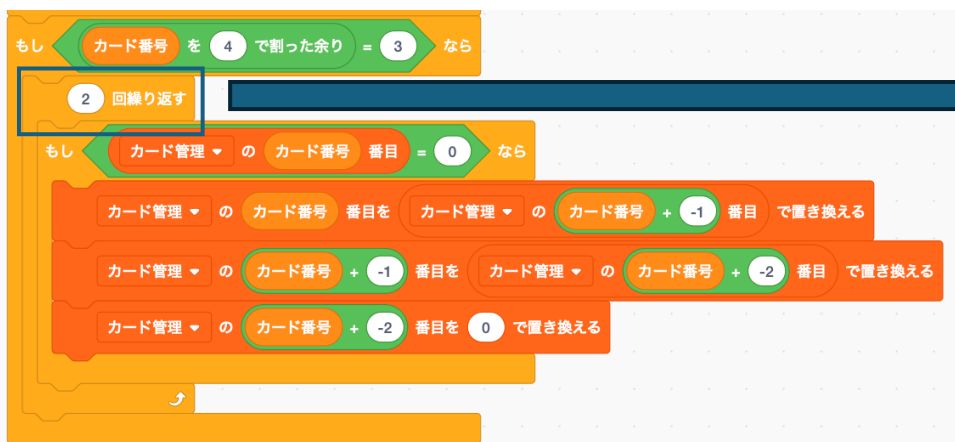 もし カード番号 を 4 で割った余り = 3 なら
2 回繰り返す
もし カード管理 の カード番号 番目 = 0 なら
カード管理 の カード番号 番目を カード管理 の カード番号 + -1 番目 で置き換える
カード管理 の カード番号 + -1 番目を カード管理 の カード番号 + -2 番目 で置き換える
カード管理 の カード番号 + -2 番目を 0 で置き換える